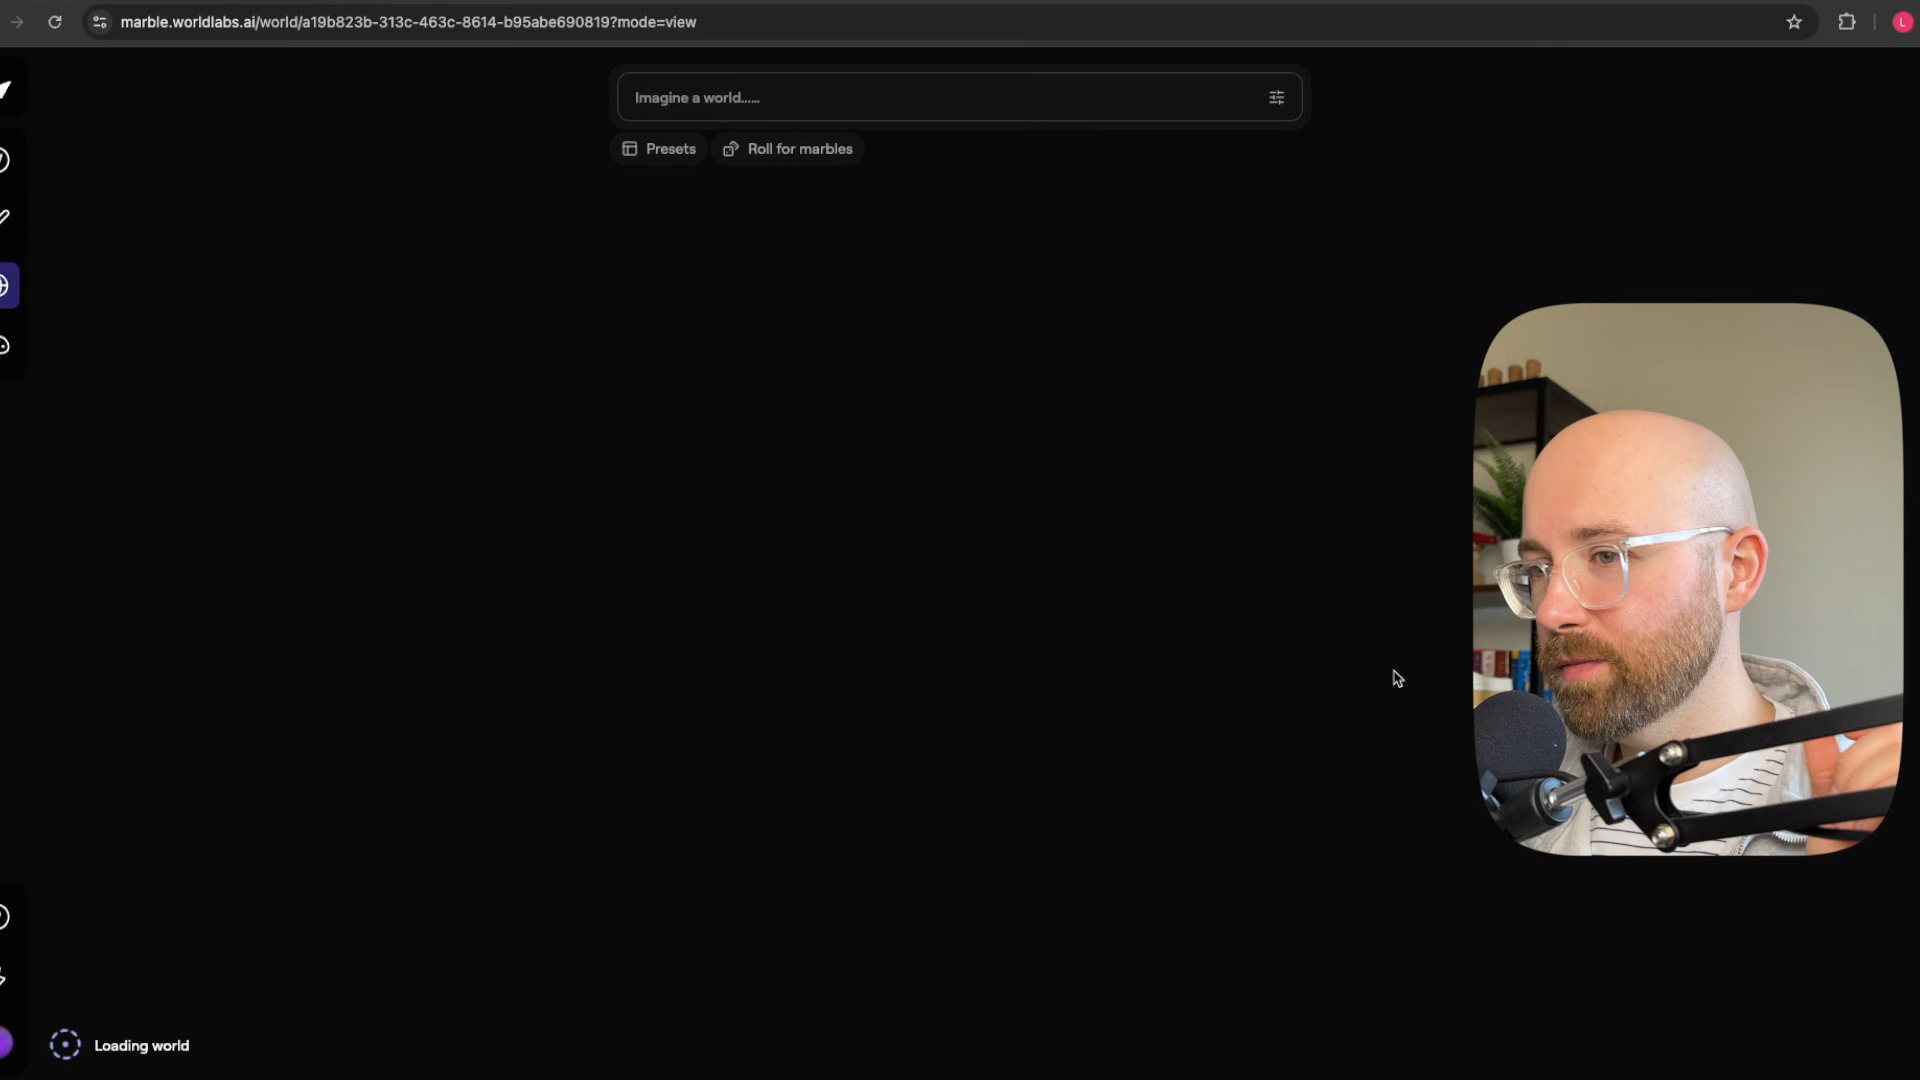 marble.worldlabs.ai/world/a19b823b-313c-463c-8614-b95abe690819?mode=view
L
Imagine a world......
Presets
Roll for marbles
Loading world